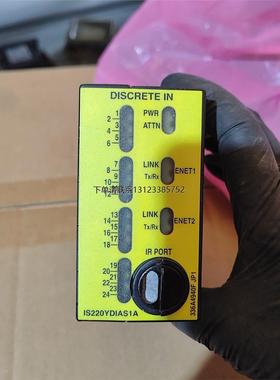 DISCRETE IN
1
2
3
4
5
6
PWR
ATTN
7
8
9
10
11
12
LINK
Tx/Rx
ENET1
下单请联系13123385752
13
14
15
16
17
18
LINK
Tx/Rx
ENET2
IR PORT
19
20
21
22
23
24
IS220YDIAS1A
336A4940F JP1